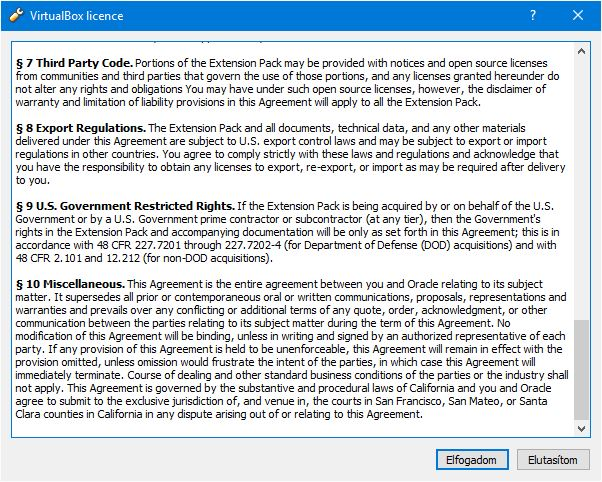 VirtualBox licence
§ 7 Third Party Code. Portions of the Extension Pack may be provided with notices and open source licenses
from communities and third parties that govern the use of those portions, and any licenses granted hereunder do
not alter any rights and obligations You may have under such open source licenses, however, the disclaimer of
warranty and limitation of liability provisions in this Agreement will apply to all the Extension Pack.
§ 8 Export Regulations. The Extension Pack and all documents, technical data, and any other materials
delivered under this Agreement are subject to U.S. export control laws and may be subject to export or import
regulations in other countries. You agree to comply strictly with these laws and regulations and acknowledge that
you have the responsibility to obtain any licenses to export, re-export, or import as may be required after delivery
to you.
§ 9 U.S. Government Restricted Rights. If the Extension Pack is being acquired by or on behalf of the U.S.
Government or by a U.S. Government prime contractor or subcontractor (at any tier), then the Government's
rights in the Extension Pack and accompanying documentation will be only as set forth in this Agreement; this is in
accordance with 48 CFR 227.7201 through 227.7202-4 (for Department of Defense (DOD) acquisitions) and with
48 CFR 2.101 and 12.212 (for non-DOD acquisitions).
§ 10 Miscellaneous. This Agreement is the entire agreement between you and Oracle relating to its subject
matter. It supersedes all prior or contemporaneous oral or written communications, proposals, representations and
warranties and prevails over any conflicting or additional terms of any quote, order, acknowledgment, or other
communication between the parties relating to its subject matter during the term of this Agreement. No
modification of this Agreement will be binding, unless in writing and signed by an authorized representative of each
party. If any provision of this Agreement is held to be unenforceable, this Agreement will remain in effect with the
provision omitted, unless omission would frustrate the intent of the parties, in which case this Agreement will
immediately terminate. Course of dealing and other standard business conditions of the parties or the industry shall
not apply. This Agreement is governed by the substantive and procedural laws of California and you and Oracle
agree to submit to the exclusive jurisdiction of, and venue in, the courts in San Francisco, San Mateo, or Santa
Clara counties in California in any dispute arising out of or relating to this Agreement.
Elfogadom
Elutasítom